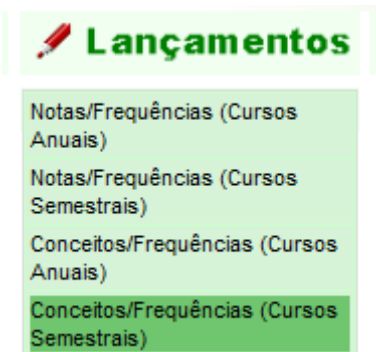 Lançamentos
Notas/Frequências (Cursos
Anuais)
Notas/Frequências (Cursos
Semestrais)
Conceitos/Frequências (Cursos
Anuais)
Conceitos/Frequências (Cursos
Semestrais)